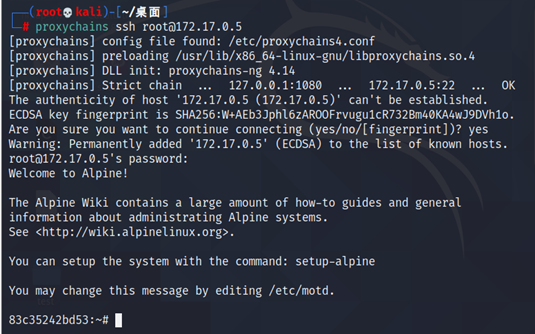 (root💀kali)-[~/桌面]
# proxychains ssh root@172.17.0.5
[proxychains] config file found: /etc/proxychains4.conf
[proxychains] preloading /usr/lib/x86_64-linux-gnu/libproxychains.so.4
[proxychains] DLL init: proxychains-ng 4.14
[proxychains] Strict chain  ...  127.0.0.1:1080  ...  172.17.0.5:22  ...  OK
The authenticity of host '172.17.0.5 (172.17.0.5)' can't be established.
ECDSA key fingerprint is SHA256:W+AEb3Jphl6zAROOFrvugu1cR732Bm40KA4wJ9DVh1o.
Are you sure you want to continue connecting (yes/no/[fingerprint])? yes
Warning: Permanently added '172.17.0.5' (ECDSA) to the list of known hosts.
root@172.17.0.5's password:
Welcome to Alpine!
The Alpine Wiki contains a large amount of how-to guides and general
information about administrating Alpine systems.
See <http://wiki.alpinelinux.org>.
You can setup the system with the command: setup-alpine
You may change this message by editing /etc/motd.
83c35242bd53:~#